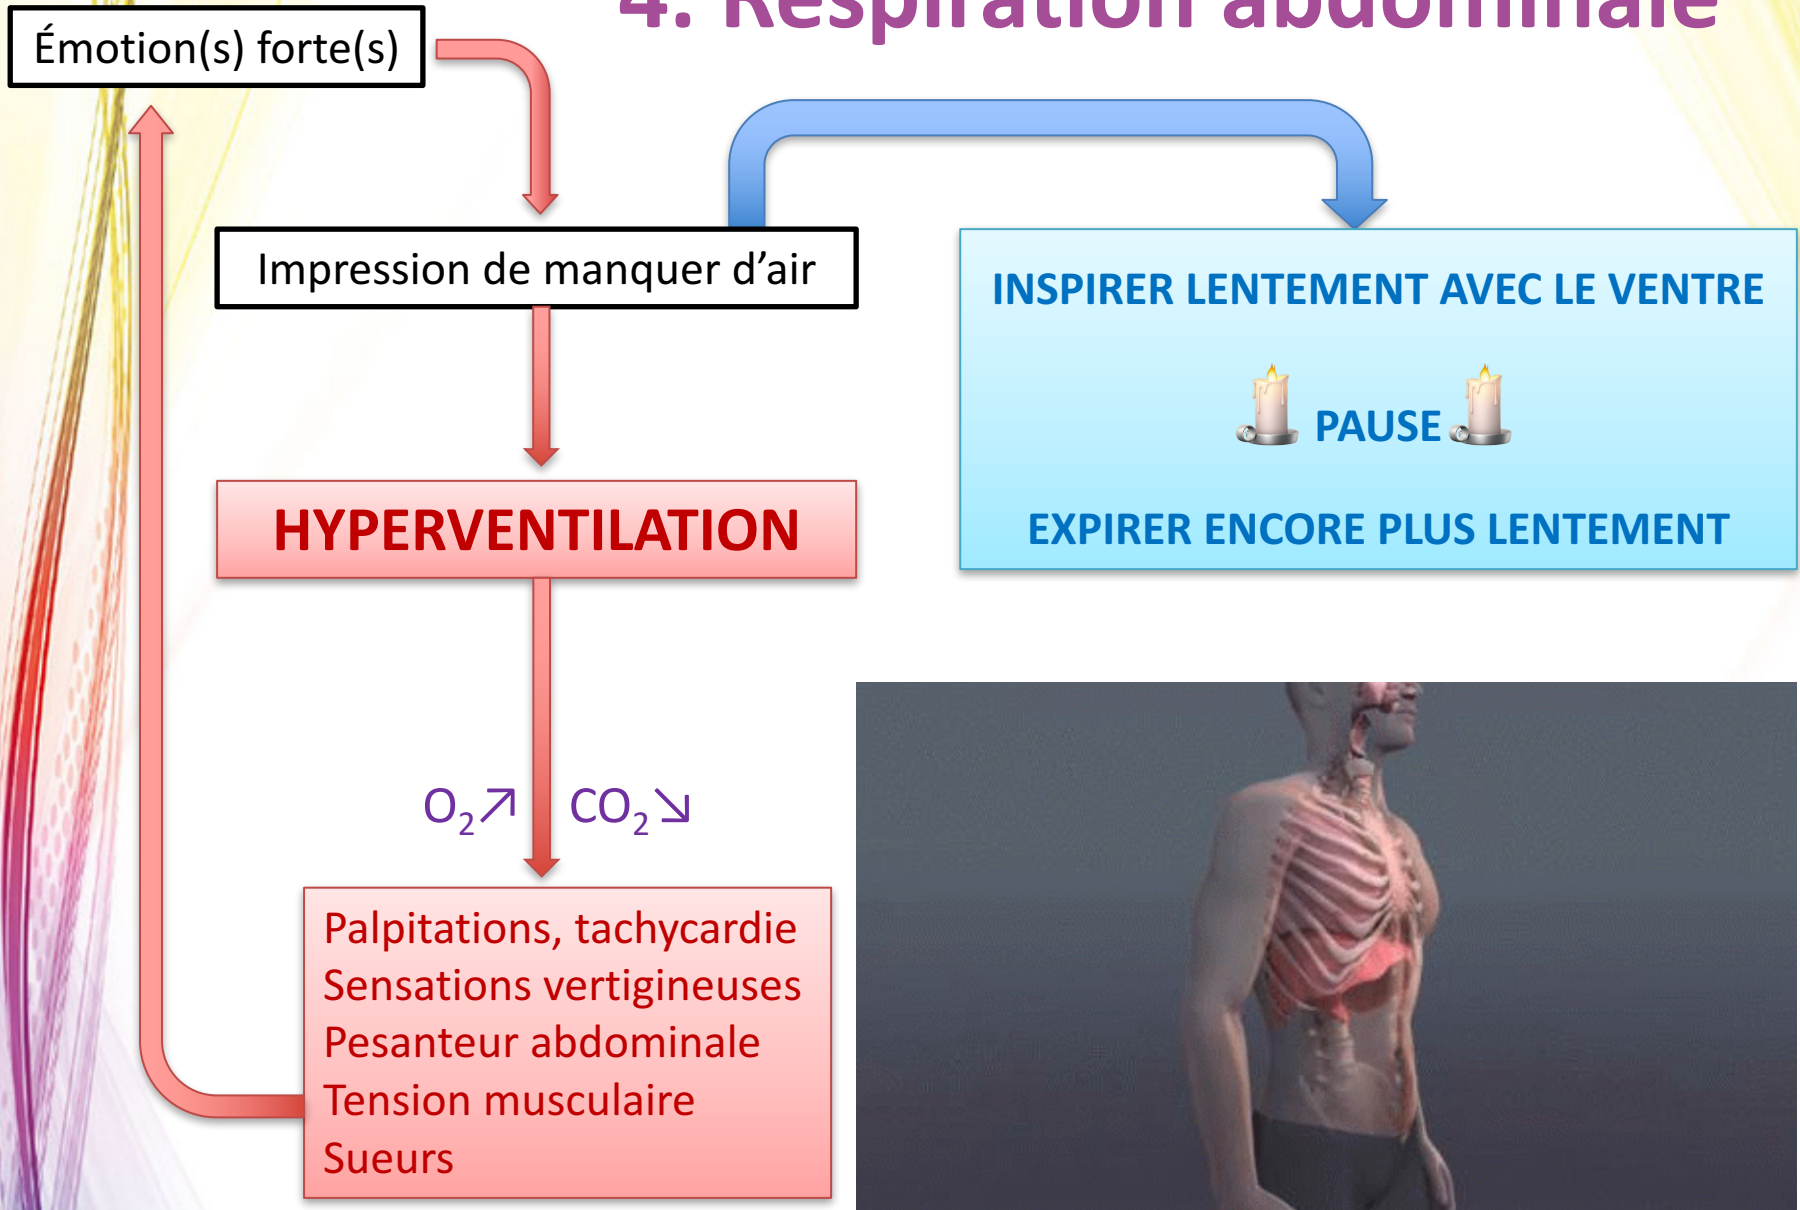 4. Respiration abdominale
Émotion(s) forte(s)
Impression de manquer d’air
INSPIRER LENTEMENT AVEC LE VENTRE
PAUSE
EXPIRER ENCORE PLUS LENTEMENT
HYPERVENTILATION
O₂↗ CO₂↘
Palpitations, tachycardie
Sensations vertigineuses
Pesanteur abdominale
Tension musculaire
Sueurs